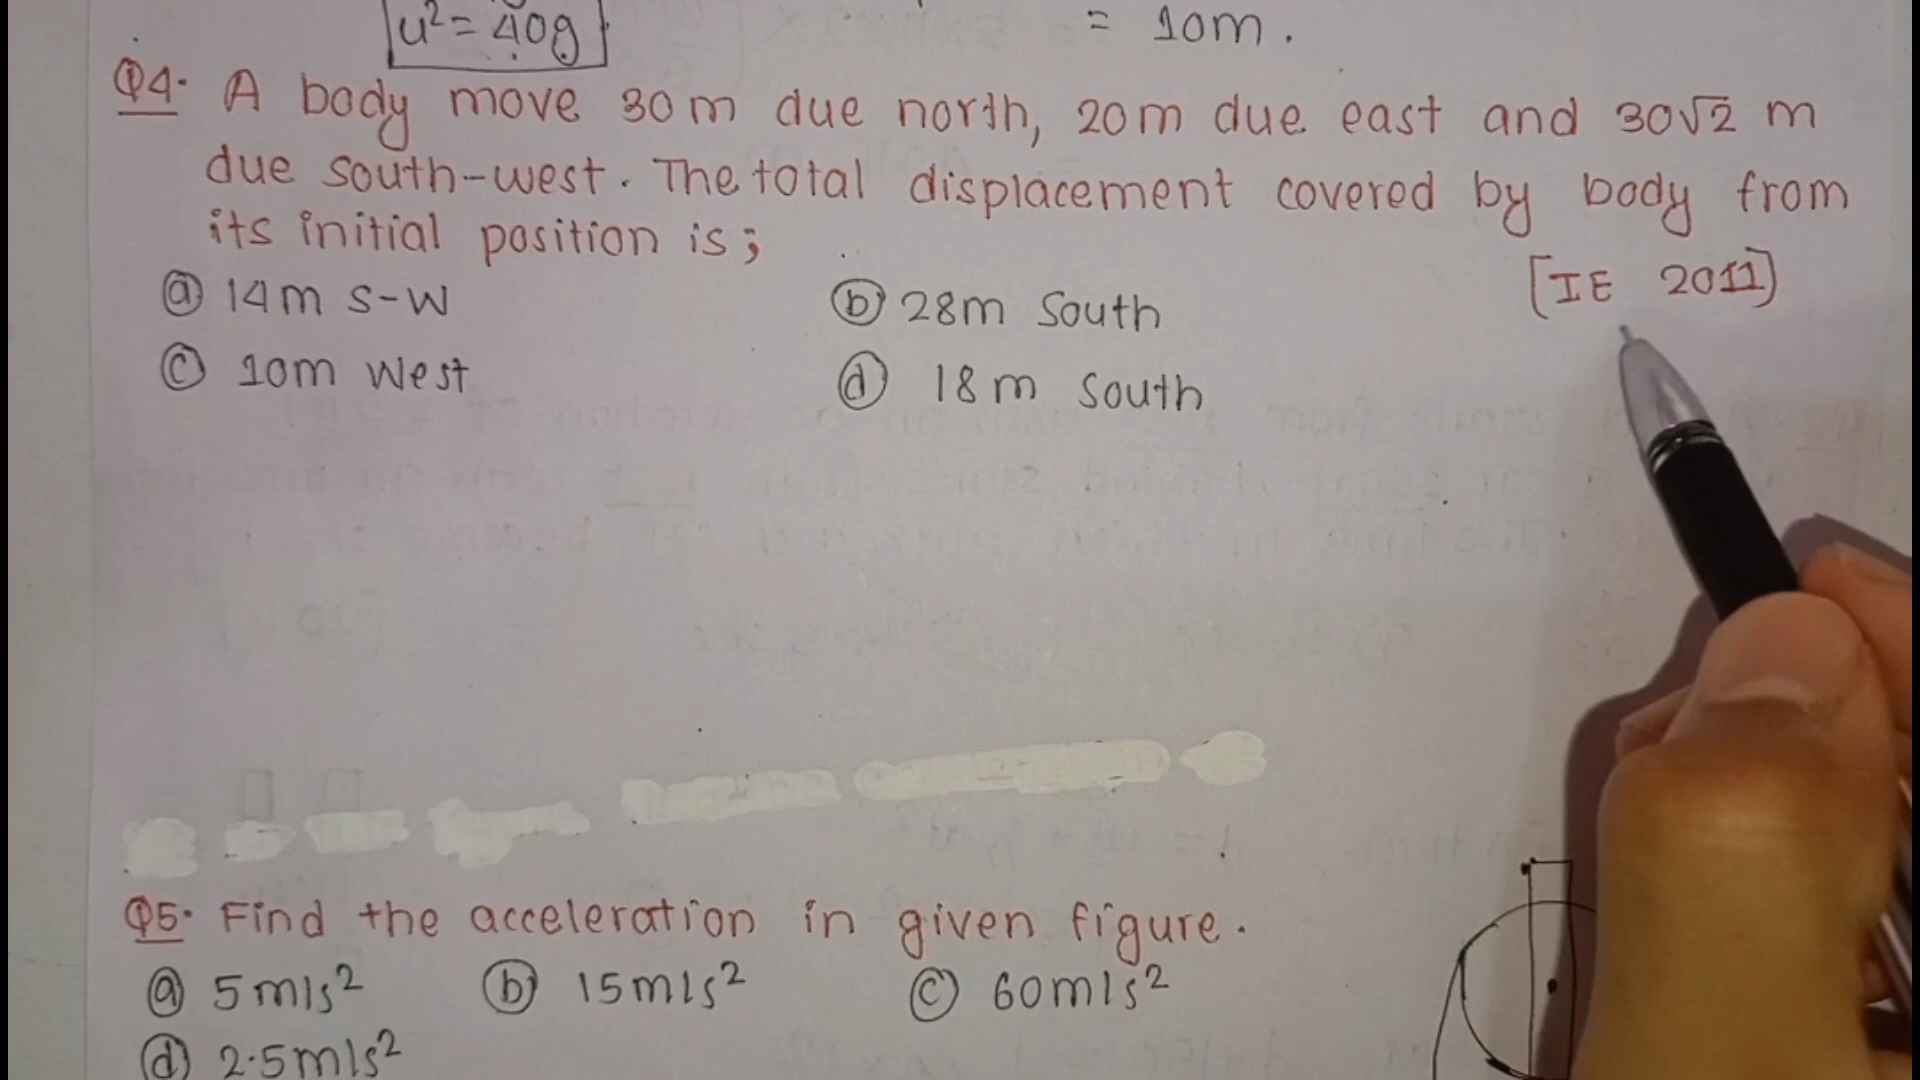 u²= 40g
= 10m.
Q4. A body move 30m due north, 20m due east and 30√2 m
due south-west. The total displacement covered by body from
its initial position is;
[IE 2011]
(a) 14m S-W
(b) 28m South
(c) 10m West
(d) 18m South
Q5. Find the acceleration in given figure.
(a) 5m/s²
(b) 15m/s²
(c) 60m/s²
(d) 2.5m/s²